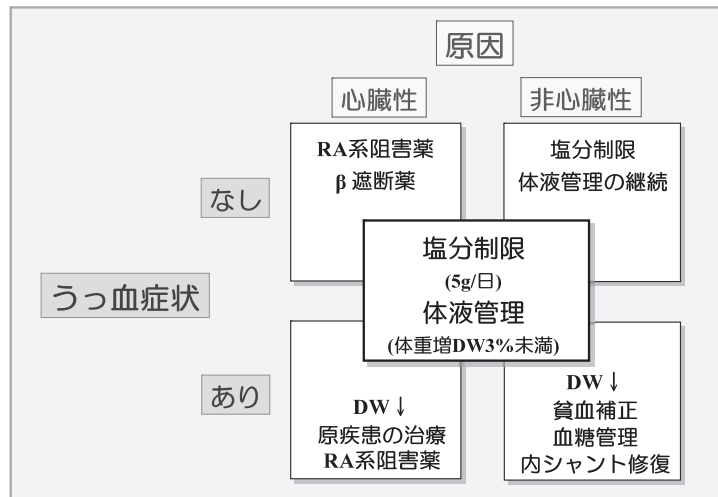 原因
心臓性
非心臓性
なし
RA系阻害薬
β 遮断薬
塩分制限
体液管理の継続
うっ血症状
塩分制限
(5g/日)
体液管理
(体重増DW3%未満)
あり
DW↓
原疾患の治療
RA系阻害薬
DW↓
貧血補正
血糖管理
内シャント修復